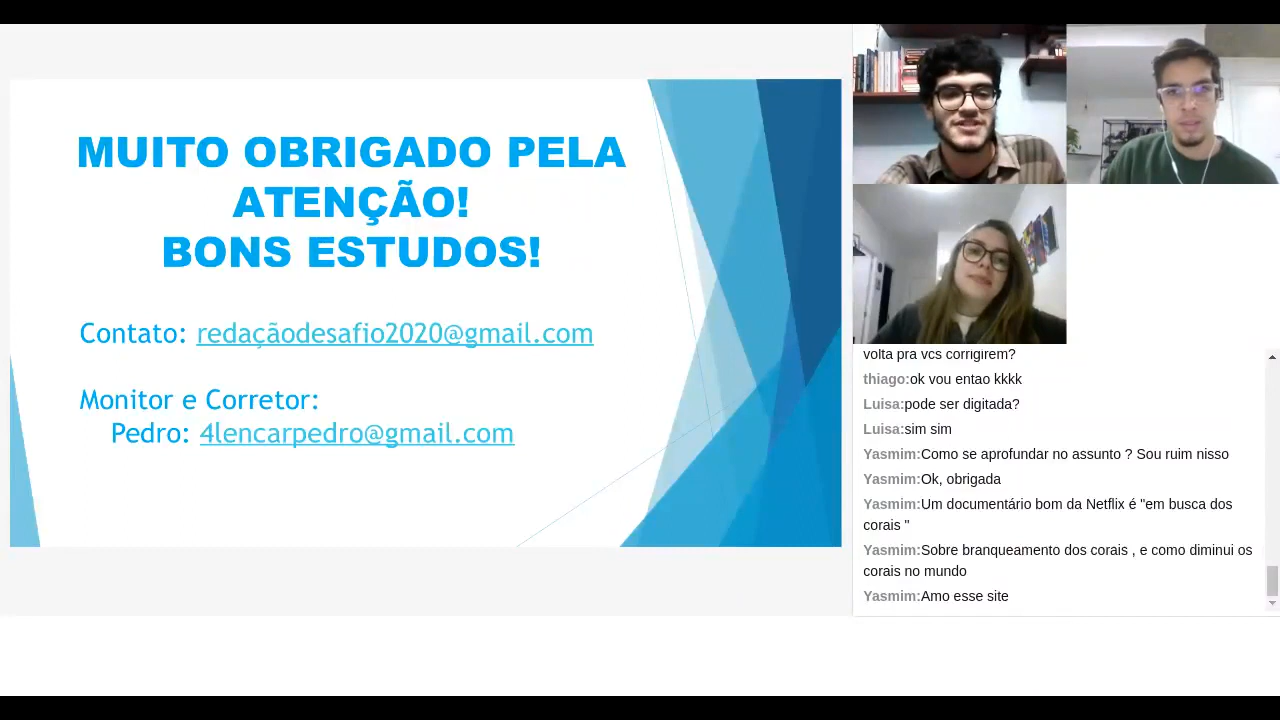 MUITO OBRIGADO PELA
ATENÇÃO!
BONS ESTUDOS!
Contato: redaçãodesafio2020@gmail.com
Monitor e Corretor:
Pedro: 4lencarpedro@gmail.com
volta pra vcs corrigirem?
thiago:ok vou entao kkkk
Luisa:pode ser digitada?
Luisa:sim sim
Yasmim:Como se aprofundar no assunto ? Sou ruim nisso
Yasmim:Ok, obrigada
Yasmim:Um documentário bom da Netflix é "em busca dos
corais "
Yasmim:Sobre branqueamento dos corais , e como diminui os
corais no mundo
Yasmim:Amo esse site